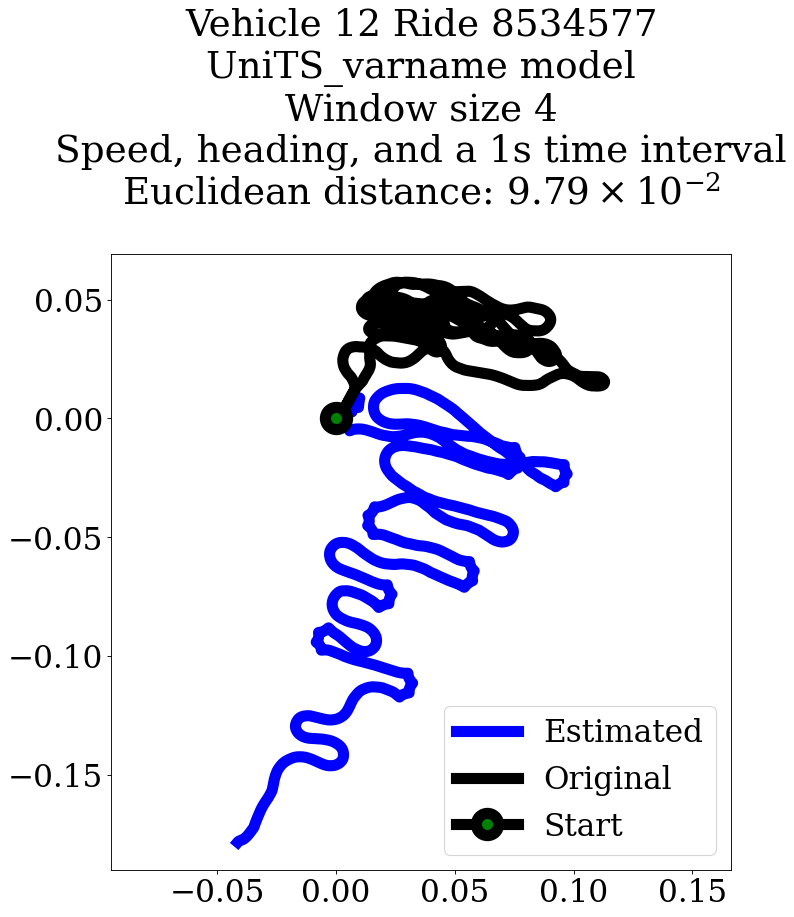 Vehicle 12 Ride 8534577
UniTS_varname model
Window size 4
Speed, heading, and a 1s time interval
Euclidean distance: 9.79 × 10⁻²
0.05
0.00
−0.05
−0.10
−0.15
Estimated
Original
Start
−0.05 0.00 0.05 0.10 0.15